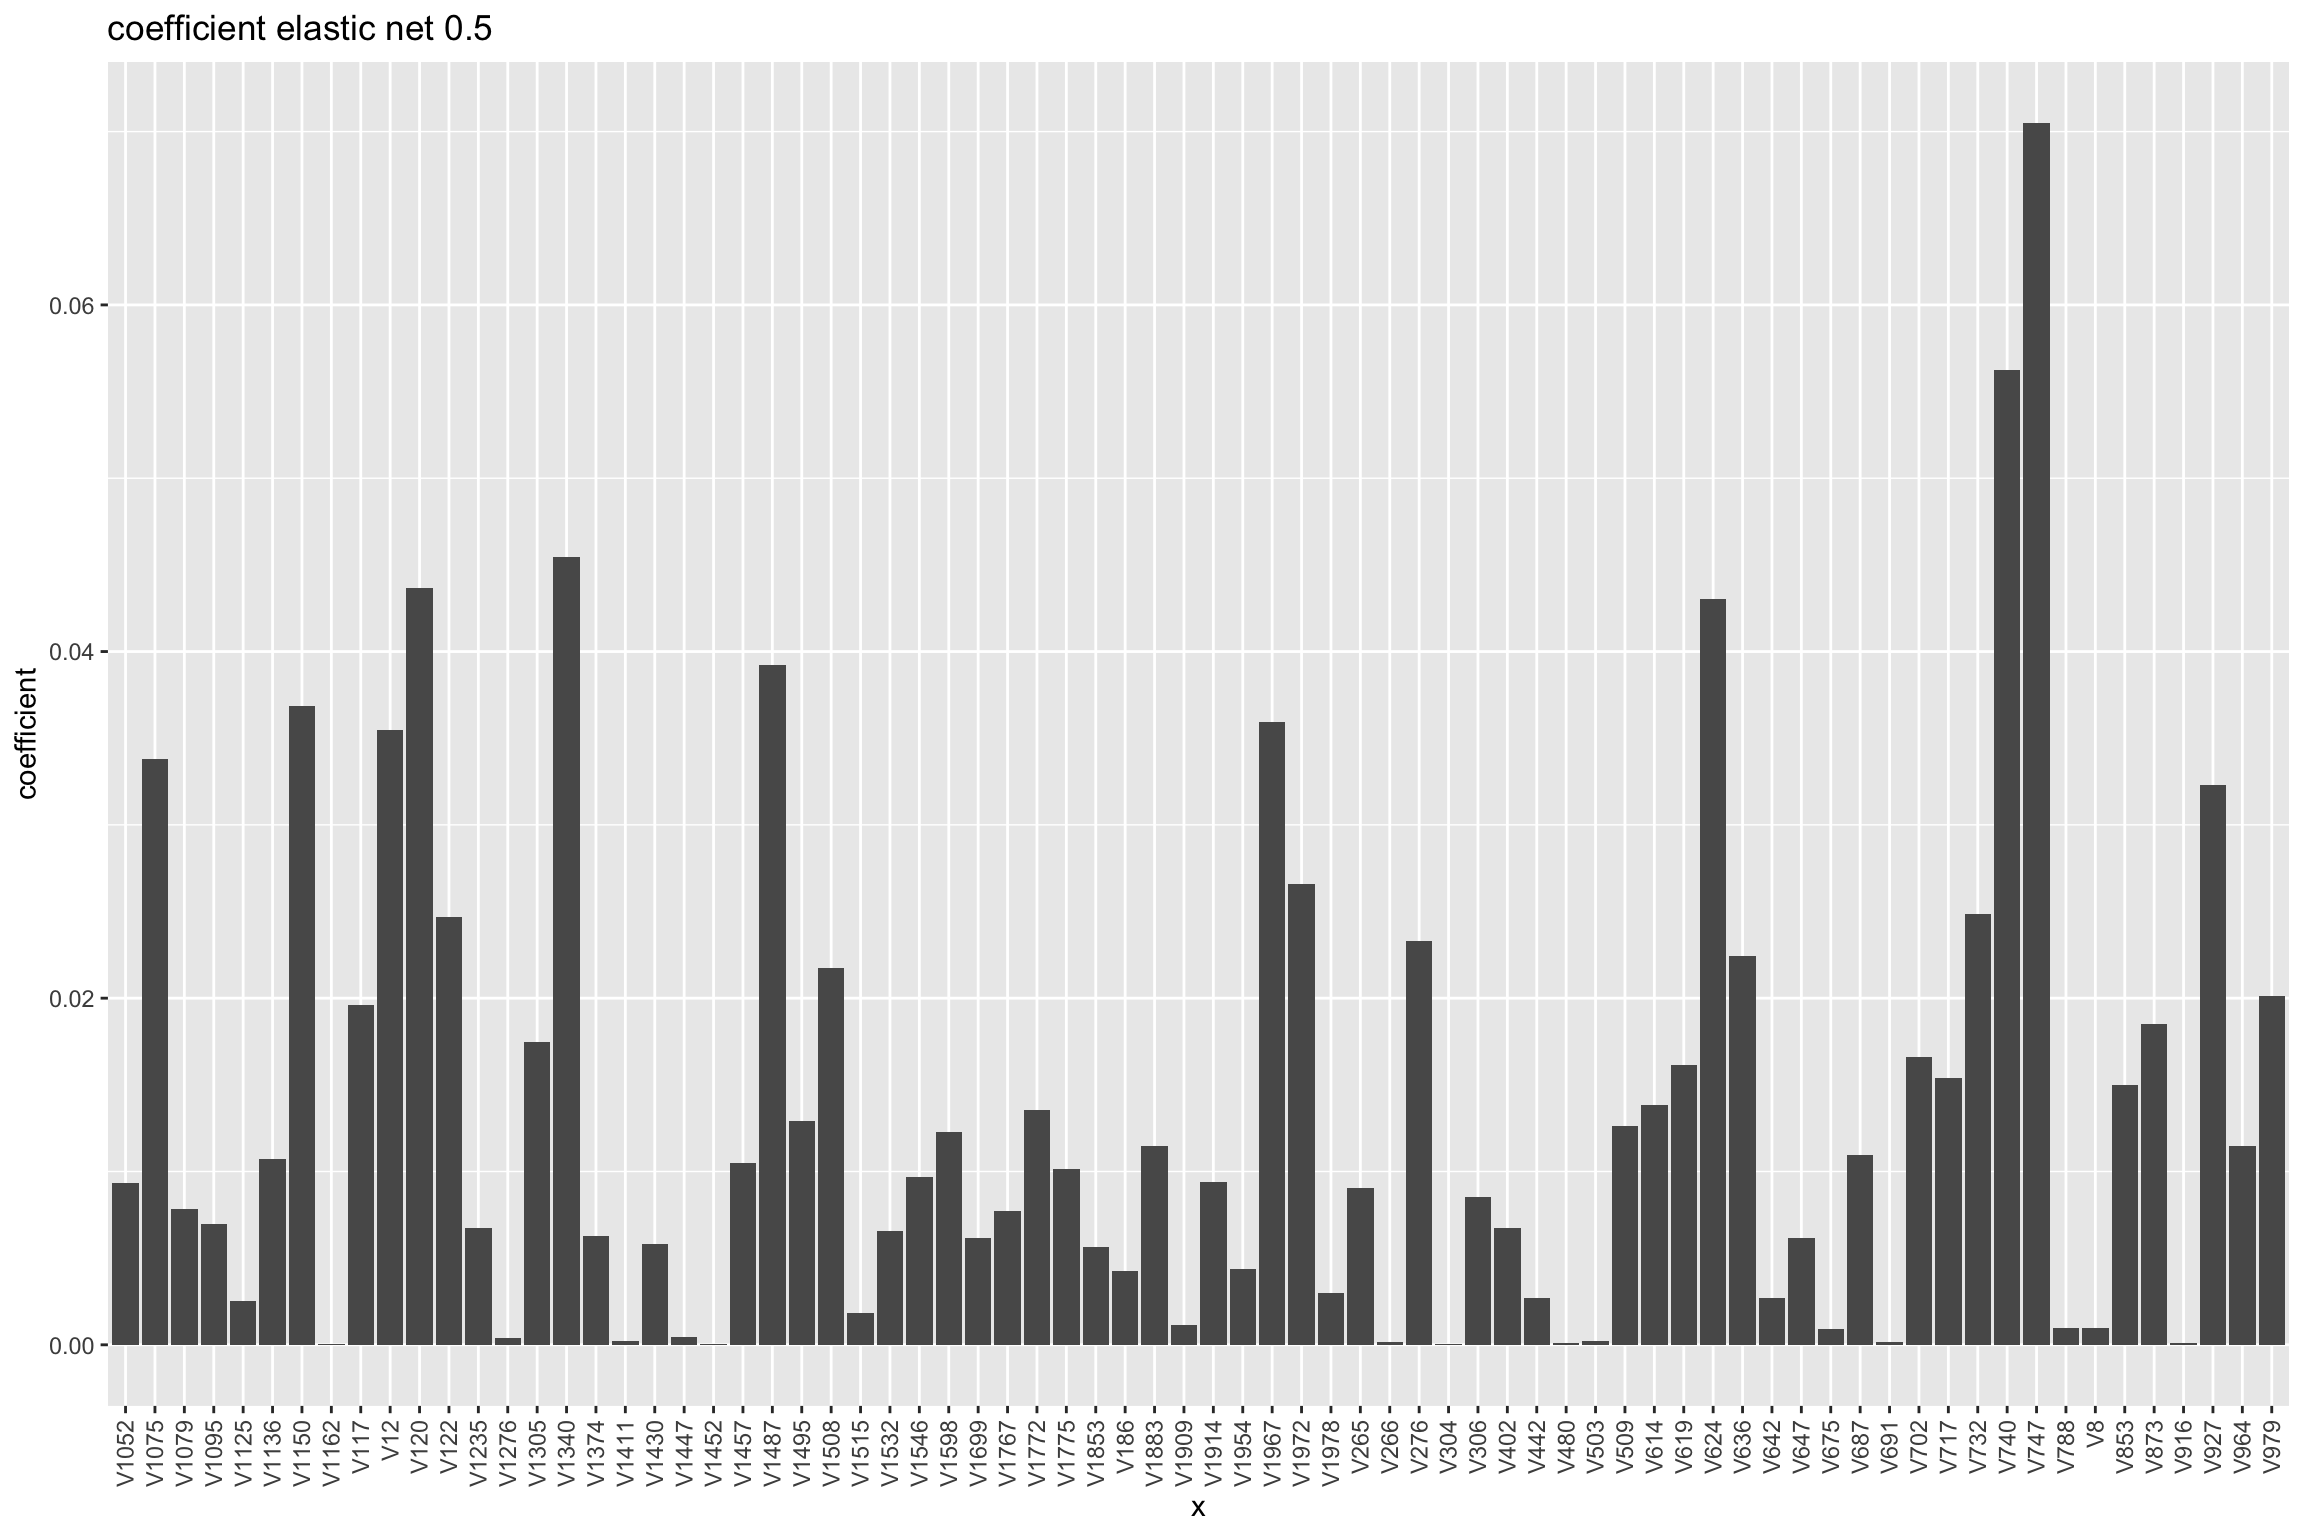 coefficient elastic net 0.5
coefficient
0.06
0.04
0.02
0.00
V1052 V1075 V1079 V1095 V1125 V1136 V1150 V1162 V117 V12 V120 V122 V1235 V1276 V1305 V1340 V1374 V1411 V1430 V1447 V1452 V1457 V1487 V1495 V1508 V1515 V1532 V1546 V1598 V1699 V1767 V1772 V1775 V1853 V186 V1883 V1909 V1914 V1954 V1967 V1972 V1978 V265 V266 V276 V304 V306 V402 V442 V480 V503 V509 V614 V619 V624 V636 V642 V647 V675 V687 V691 V702 V717 V732 V740 V747 V788 V8 V853 V873 V916 V927 V964 V979
x